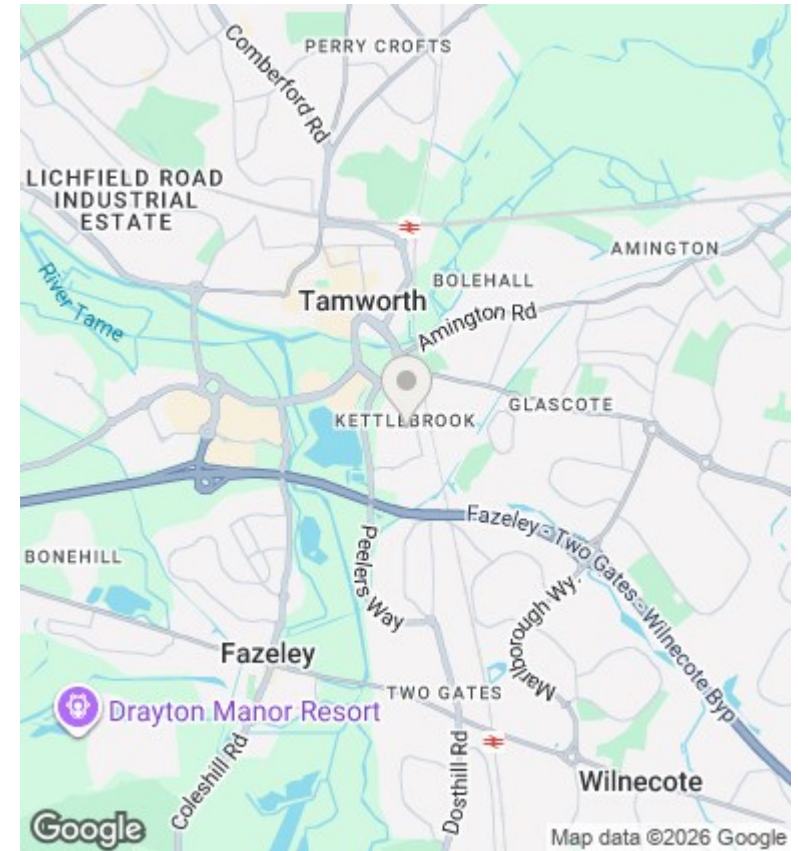 PERRY CROFTS
Comberford Rd
LICHFIELD ROAD
INDUSTRIAL
ESTATE
AMINGTON
River Tame
BOLEHALL
Tamworth
Amington Rd
GLASCOTE
KETTLEBROOK
Fazeley - Two Gates - Wilnecote Byp
BONEHILL
Peelers Way
Marlborough Wy
Fazeley
TWO GATES
Drayton Manor Resort
Coleshill Rd
Dosthill Rd
Wilnecote
Google
Map data ©2026 Google